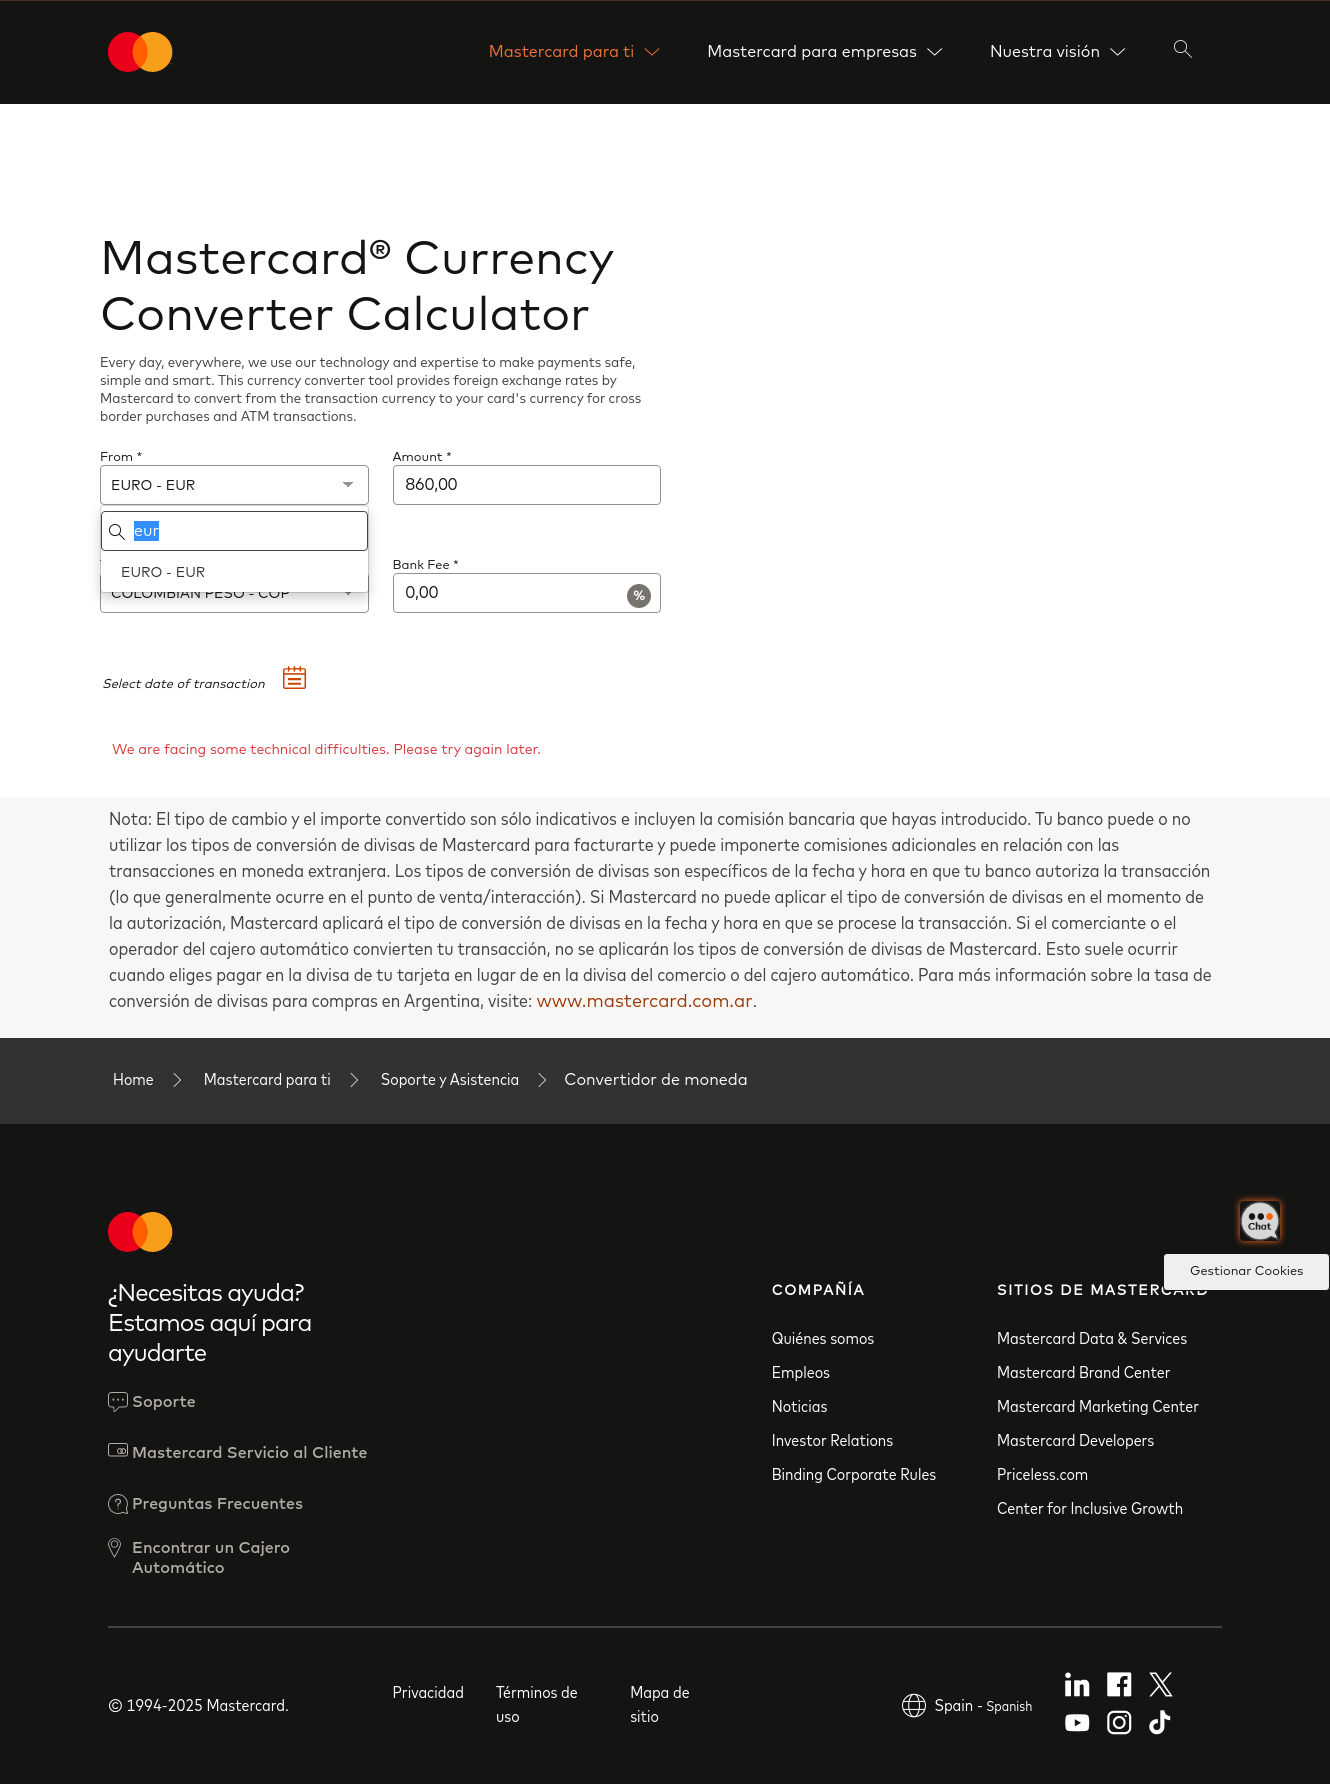 Mastercard para ti
Mastercard para empresas
Nuestra visión
Mastercard® Currency
Converter Calculator
Every day, everywhere, we use our technology and expertise to make payments safe,
simple and smart. This currency converter tool provides foreign exchange rates by
Mastercard to convert from the transaction currency to your card's currency for cross
border purchases and ATM transactions.
From *
Amount *
EURO - EUR
860,00
eur
EURO - EUR
Bank Fee *
COLOMBIAN PESO - COP
0,00
%
Select date of transaction
We are facing some technical difficulties. Please try again later.
Nota: El tipo de cambio y el importe convertido son sólo indicativos e incluyen la comisión bancaria que hayas introducido. Tu banco puede o no
utilizar los tipos de conversión de divisas de Mastercard para facturarte y puede imponerte comisiones adicionales en relación con las
transacciones en moneda extranjera. Los tipos de conversión de divisas son específicos de la fecha y hora en que tu banco autoriza la transacción
(lo que generalmente ocurre en el punto de venta/interacción). Si Mastercard no puede aplicar el tipo de conversión de divisas en el momento de
la autorización, Mastercard aplicará el tipo de conversión de divisas en la fecha y hora en que se procese la transacción. Si el comerciante o el
operador del cajero automático convierten tu transacción, no se aplicarán los tipos de conversión de divisas de Mastercard. Esto suele ocurrir
cuando eliges pagar en la divisa de tu tarjeta en lugar de en la divisa del comercio o del cajero automático. Para más información sobre la tasa de
conversión de divisas para compras en Argentina, visite: www.mastercard.com.ar.
Home
Mastercard para ti
Soporte y Asistencia
Convertidor de moneda
Chat
Gestionar Cookies
¿Necesitas ayuda?
Estamos aquí para
ayudarte
Soporte
Mastercard Servicio al Cliente
Preguntas Frecuentes
Encontrar un Cajero
Automático
COMPAÑÍA
Quiénes somos
Empleos
Noticias
Investor Relations
Binding Corporate Rules
SITIOS DE MASTERCARD
Mastercard Data & Services
Mastercard Brand Center
Mastercard Marketing Center
Mastercard Developers
Priceless.com
Center for Inclusive Growth
© 1994-2025 Mastercard.
Privacidad
Términos de
uso
Mapa de
sitio
Spain - Spanish